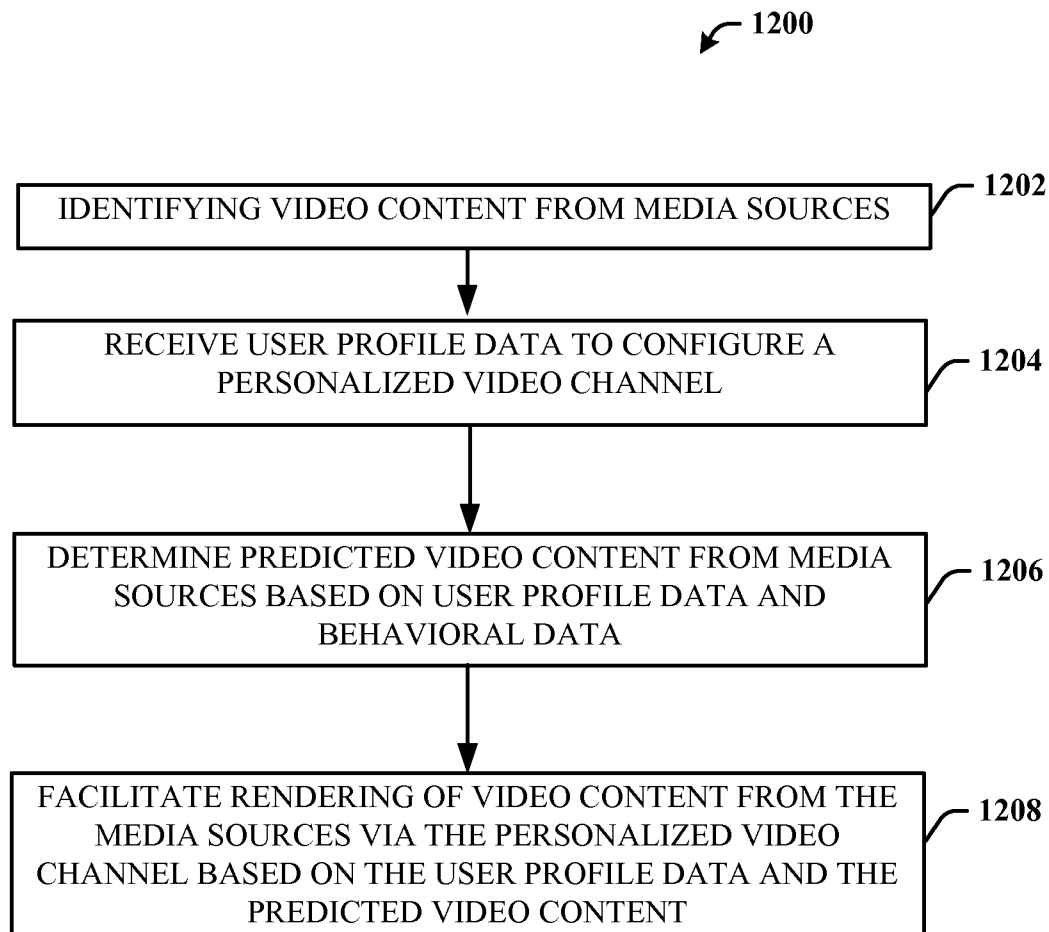 1200
IDENTIFYING VIDEO CONTENT FROM MEDIA SOURCES
1202
RECEIVE USER PROFILE DATA TO CONFIGURE A
PERSONALIZED VIDEO CHANNEL
1204
DETERMINE PREDICTED VIDEO CONTENT FROM MEDIA
SOURCES BASED ON USER PROFILE DATA AND
BEHAVIORAL DATA
1206
FACILITATE RENDERING OF VIDEO CONTENT FROM THE
MEDIA SOURCES VIA THE PERSONALIZED VIDEO
CHANNEL BASED ON THE USER PROFILE DATA AND THE
PREDICTED VIDEO CONTENT
1208